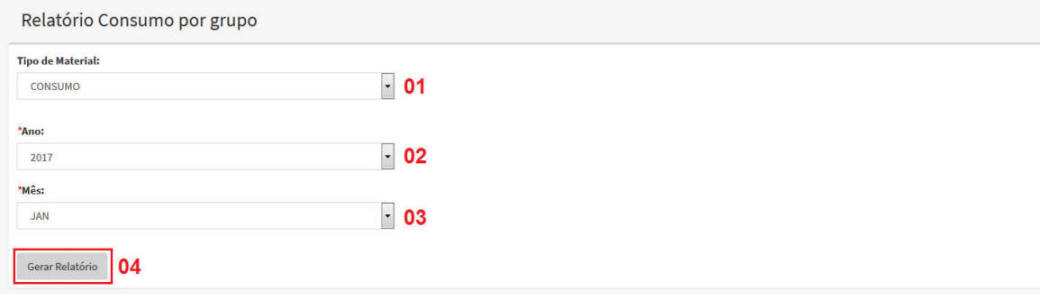 Relatório Consumo por grupo
Tipo de Material:
CONSUMO
01
*Ano:
2017
02
*Mês:
JAN
03
Gerar Relatório
04